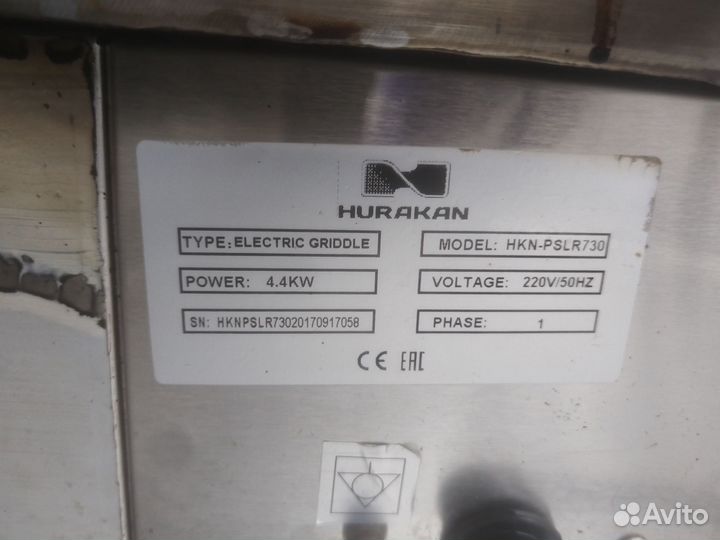 HURAKAN
TYPE: ELECTRIC GRIDDLE
MODEL: HKN-PSLR730
POWER: 4.4KW
VOLTAGE: 220V/50HZ
SN: HKNPSLR73020170917058
PHASE: 1
CE EAC
Avito